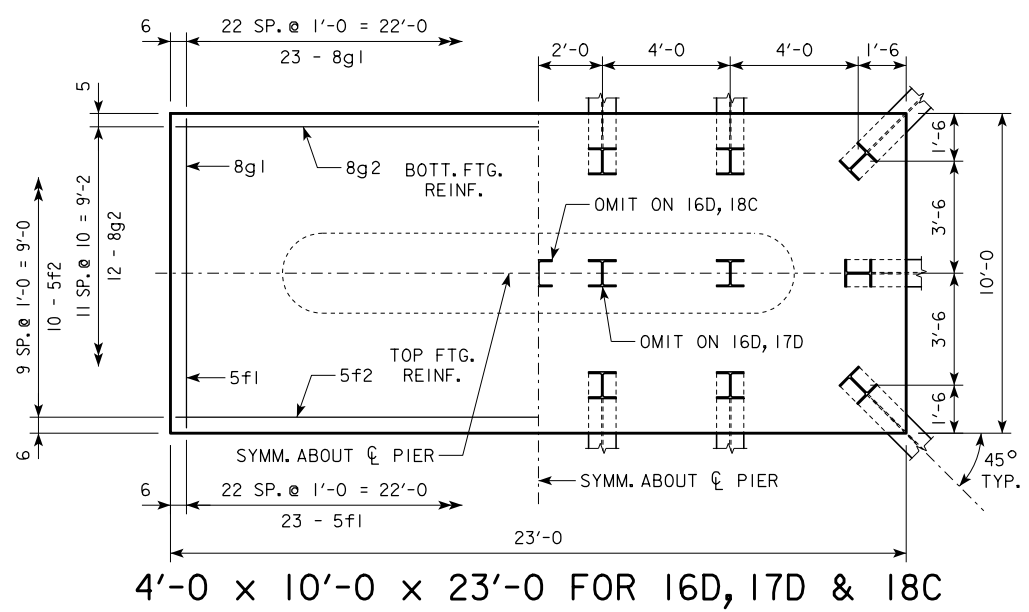 6
22 SP. @ 1'-0 = 22'-0
23 - 8g1
2'-0
4'-0
4'-0
1'-6
5
8g1
8g2
BOTT. FTG.
REINF.
OMIT ON 16D, 18C
1'-6
3'-6
10'-0
3'-6
1'-6
9 SP. @ 1'-0 = 9'-0
10 - 5f2
11 SP. @ 10 = 9'-2
12 - 8g2
OMIT ON 16D, 17D
TOP FTG.
REINF.
5f1
5f2
6
SYMM. ABOUT ℄ PIER
SYMM. ABOUT ℄ PIER
45°
TYP.
6
22 SP. @ 1'-0 = 22'-0
23 - 5f1
23'-0
4'-0 x 10'-0 x 23'-0 FOR 16D, 17D & 18C